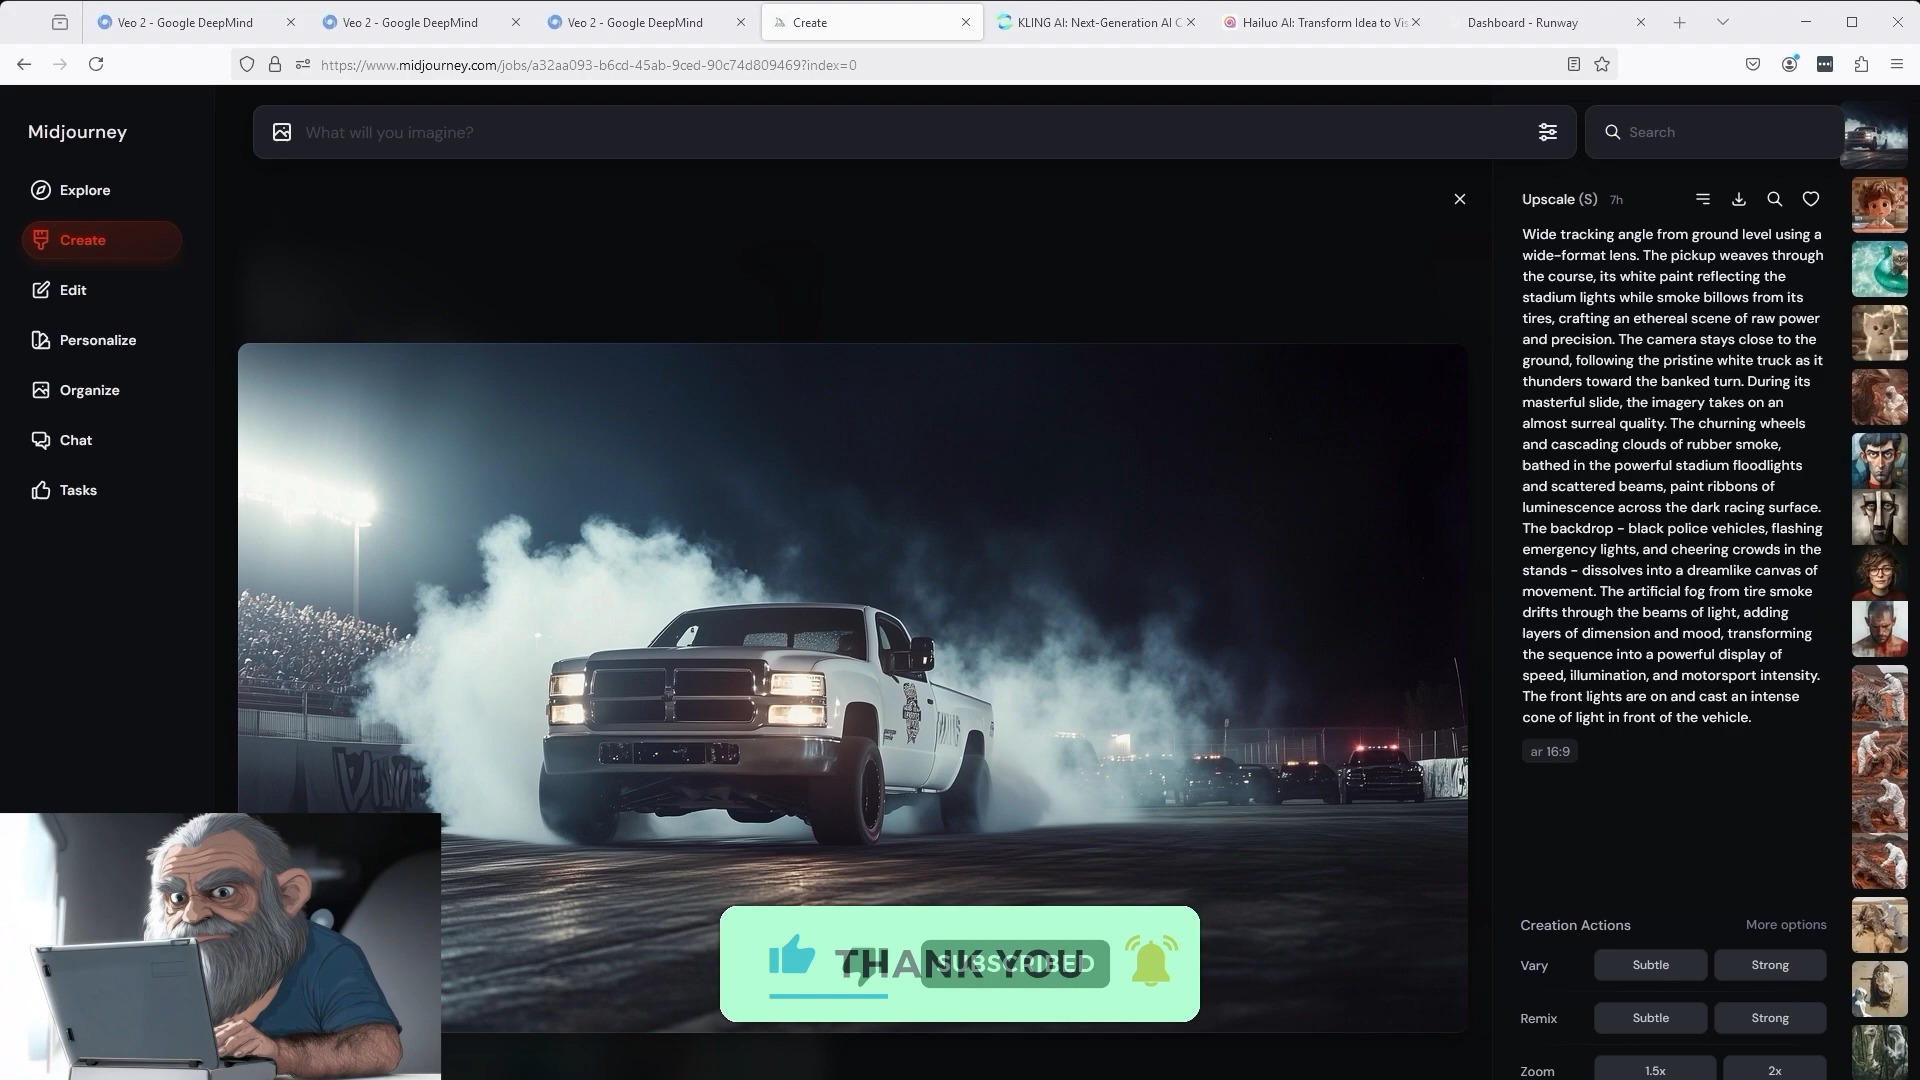 Veo 2 - Google DeepMind
Veo 2 - Google DeepMind
Veo 2 - Google DeepMind
Create
KLING AI: Next-Generation AI C
Hailuo AI: Transform Idea to Vis
Dashboard - Runway
https://www.midjourney.com/jobs/a32aa093-b6cd-45ab-9ced-90c74d809469?index=0
Midjourney
What will you imagine?
Search
Explore
Create
Edit
Personalize
Organize
Chat
Tasks
Upscale (S) 7h
Wide tracking angle from ground level using a
wide-format lens. The pickup weaves through
the course, its white paint reflecting the
stadium lights while smoke billows from its
tires, crafting an ethereal scene of raw power
and precision. The camera stays close to the
ground, following the pristine white truck as it
thunders toward the banked turn. During its
masterful slide, the imagery takes on an
almost surreal quality. The churning wheels
and cascading clouds of rubber smoke,
bathed in the powerful stadium floodlights
and scattered beams, paint ribbons of
luminescence across the dark racing surface.
The backdrop - black police vehicles, flashing
emergency lights, and cheering crowds in the
stands - dissolves into a dreamlike canvas of
movement. The artificial fog from tire smoke
drifts through the beams of light, adding
layers of dimension and mood, transforming
the sequence into a powerful display of
speed, illumination, and motorsport intensity.
The front lights are on and cast an intense
cone of light in front of the vehicle.
ar 16:9
THANK YOU
SUBSCRIBED
Creation Actions More options
Vary Subtle Strong
Remix Subtle Strong
Zoom 1.5x 2x